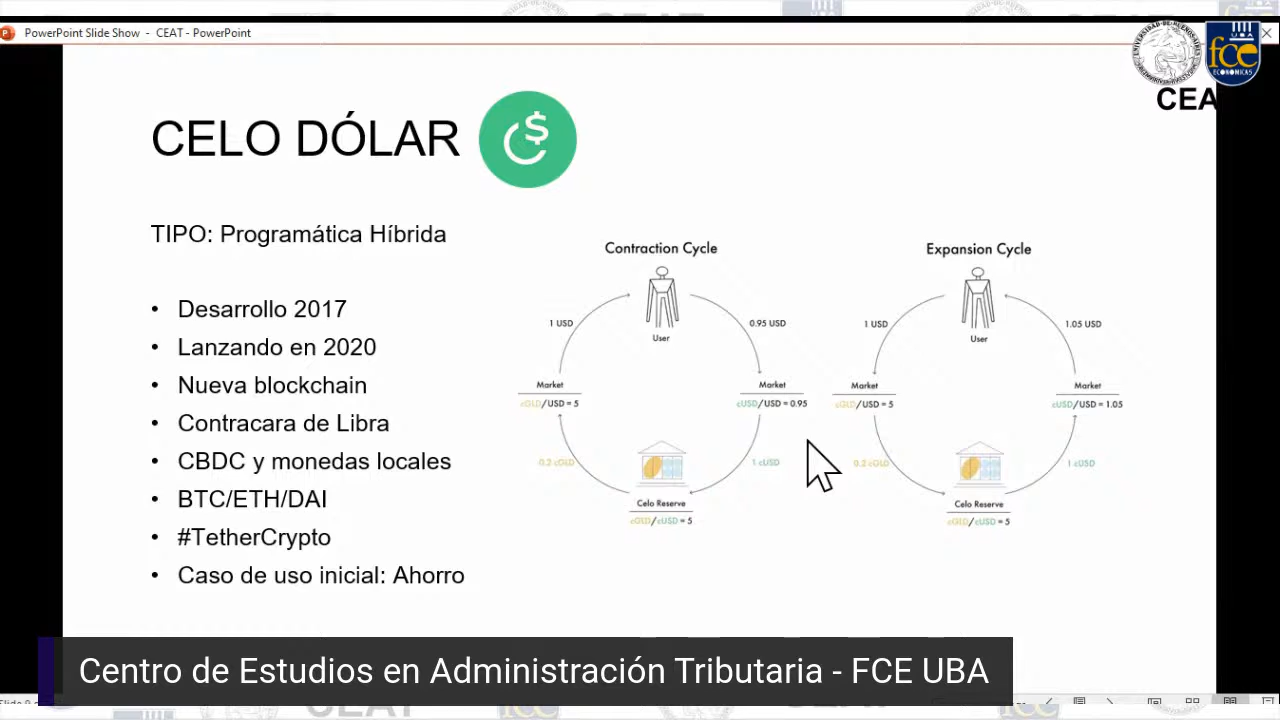 PowerPoint Slide Show - CEAT - PowerPoint
UBA
fce
ECONOMICAS
CEA
CELO DÓLAR
TIPO: Programática Híbrida
• Desarrollo 2017
• Lanzando en 2020
• Nueva blockchain
• Contracara de Libra
• CBDC y monedas locales
• BTC/ETH/DAI
• #TetherCrypto
• Caso de uso inicial: Ahorro
Contraction Cycle
1 USD
0.95 USD
User
Market
cGLD/USD = 5
Market
cUSD/USD = 0.95
0.2 cGLD
1 cUSD
Celo Reserve
cGLD/cUSD = 5
Expansion Cycle
1 USD
1.05 USD
User
Market
cGLD/USD = 5
Market
cUSD/USD = 1.05
0.2 cGLD
1 cUSD
Celo Reserve
cGLD/cUSD = 5
Centro de Estudios en Administración Tributaria - FCE UBA